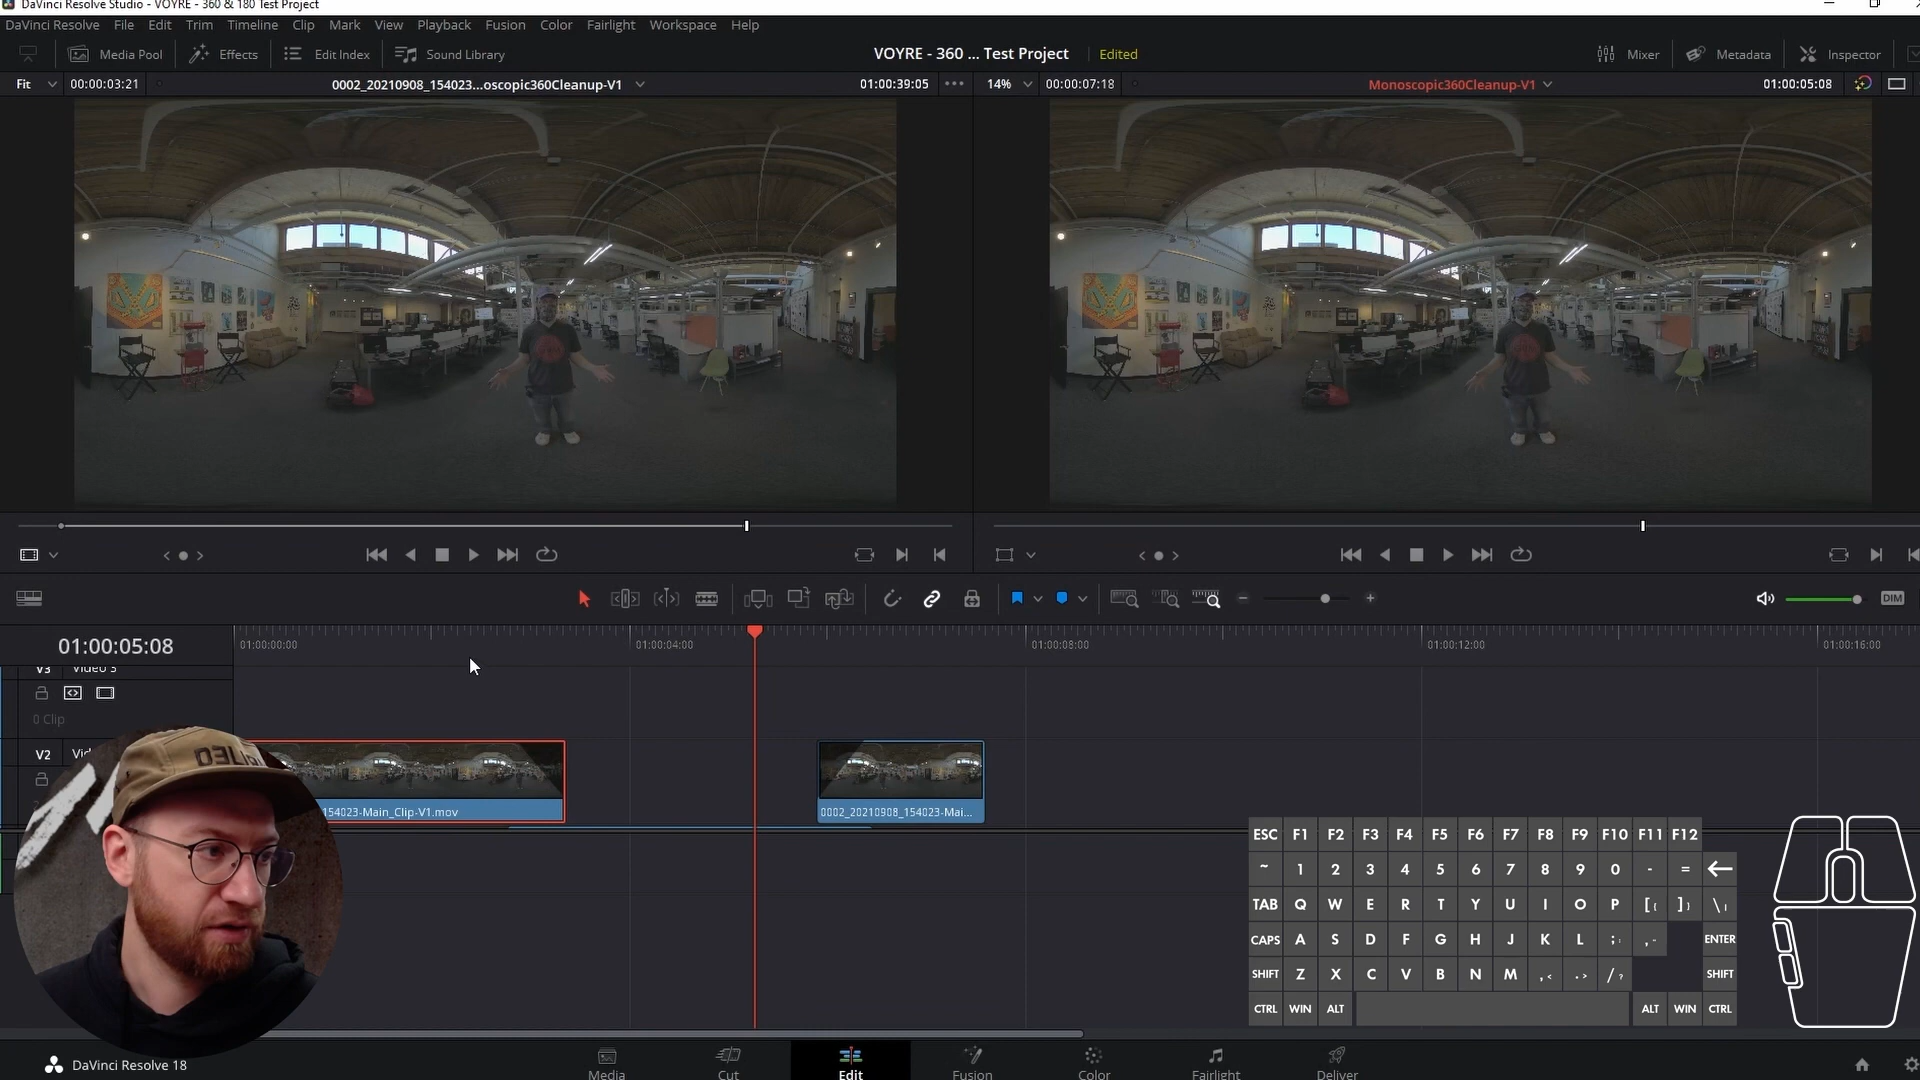 DaVinci Resolve Studio - VOYRE - 360 & 180 Test Project
DaVinci Resolve File Edit Trim Timeline Clip Mark View Playback Fusion Color Fairlight Workspace Help
Media Pool Effects Edit Index Sound Library VOYRE - 360 ... Test Project Edited Mixer Metadata Inspector
Fit 00:00:03:21 0002_20210908_154023...oscopic360Cleanup-V1 01:00:39:05 ••• 14% 00:00:07:18 Monoscopic360Cleanup-V1 01:00:05:08
DIM
01:00:05:08 01:00:00:00 01:00:04:00 01:00:08:00 01:00:12:00 01:00:16:00
V3 Video 3
0 Clip
V2
154023-Main_Clip-V1.mov 0002_20210908_154023-Mai...
ESC F1 F2 F3 F4 F5 F6 F7 F8 F9 F10 F11 F12
~ 1 2 3 4 5 6 7 8 9 0 - =
TAB Q W E R T Y U I O P [{ ]} \|
CAPS A S D F G H J K L ;: ENTER
SHIFT Z X C V B N M ,< .> /? SHIFT
CTRL WIN ALT ALT WIN CTRL
DaVinci Resolve 18 Media Cut Edit Fusion Color Fairlight Deliver